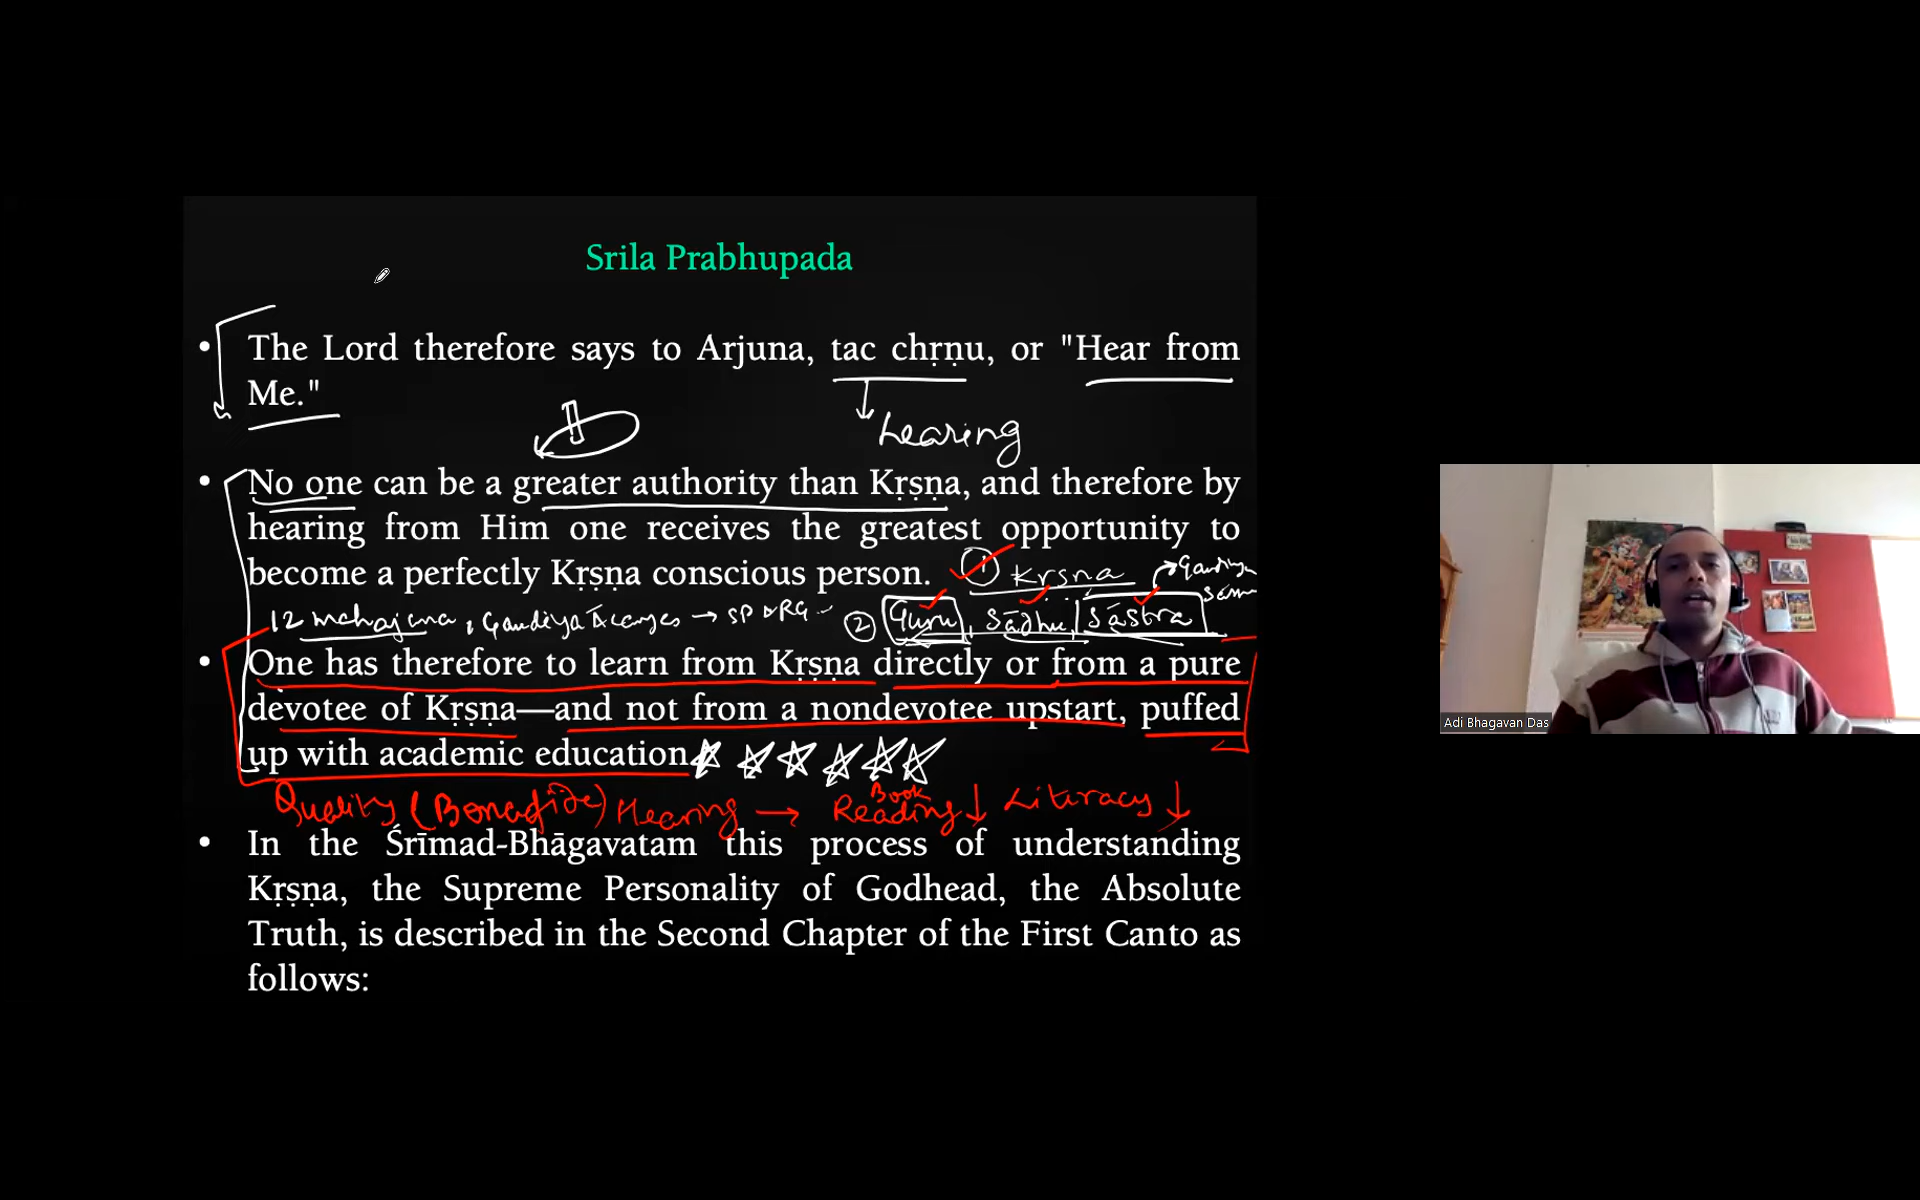 Srila Prabhupada
• The Lord therefore says to Arjuna, tac chṛṇu, or "Hear from
Me."
hearing
• No one can be a greater authority than Kṛṣṇa, and therefore by
hearing from Him one receives the greatest opportunity to
become a perfectly Kṛṣṇa conscious person.
① Kṛṣṇa
Gaudiya
12 mahajana, Gaudiya Ācaryas → SP
② Guru, Sādhu, Śāstra
• One has therefore to learn from Kṛṣṇa directly or from a pure
devotee of Kṛṣṇa—and not from a nondevotee upstart, puffed
up with academic education
Quality (Bonafide) Hearing → Book Reading ↓ Literacy ↓
• In the Śrīmad-Bhāgavatam this process of understanding
Kṛṣṇa, the Supreme Personality of Godhead, the Absolute
Truth, is described in the Second Chapter of the First Canto as
follows:
Adi Bhagavan Das